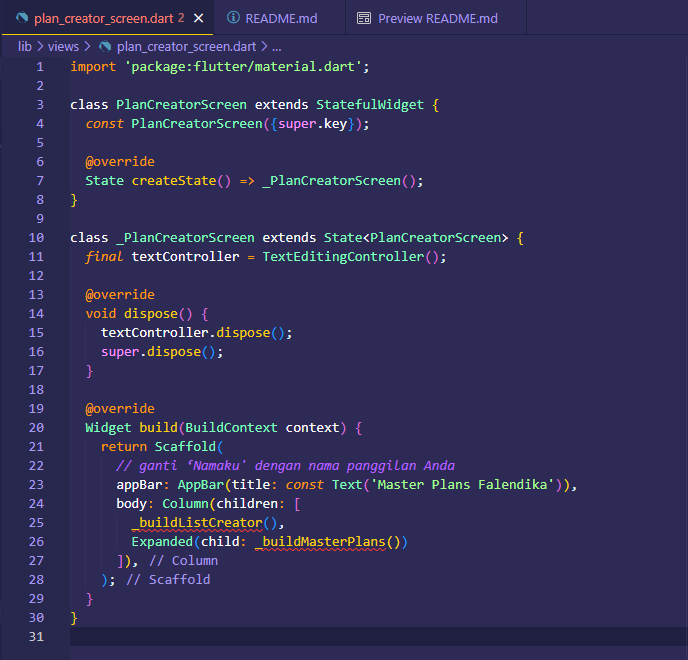 plan_creator_screen.dart 2 README.md Preview README.md
lib > views > plan_creator_screen.dart > ...
1 import 'package:flutter/material.dart';
2
3 class PlanCreatorScreen extends StatefulWidget {
4   const PlanCreatorScreen({super.key});
5
6   @override
7   State createState() => _PlanCreatorScreen();
8 }
9
10 class _PlanCreatorScreen extends State<PlanCreatorScreen> {
11   final textController = TextEditingController();
12
13   @override
14   void dispose() {
15     textController.dispose();
16     super.dispose();
17   }
18
19   @override
20   Widget build(BuildContext context) {
21     return Scaffold(
22       // ganti ‘Namaku' dengan nama panggilan Anda
23       appBar: AppBar(title: const Text('Master Plans Falendika')),
24       body: Column(children: [
25         _buildListCreator(),
26         Expanded(child: _buildMasterPlans())
27       ]), // Column
28     ); // Scaffold
29   }
30 }
31